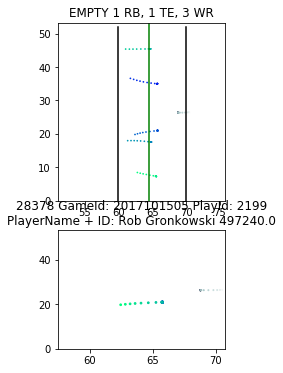 EMPTY 1 RB, 1 TE, 3 WR
50
40
30
20
10
0
55 60 65 70 75
28378 GameId: 2017101505 PlayId: 2199
PlayerName + ID: Rob Gronkowski 497240.0
40
20
0
60 65 70